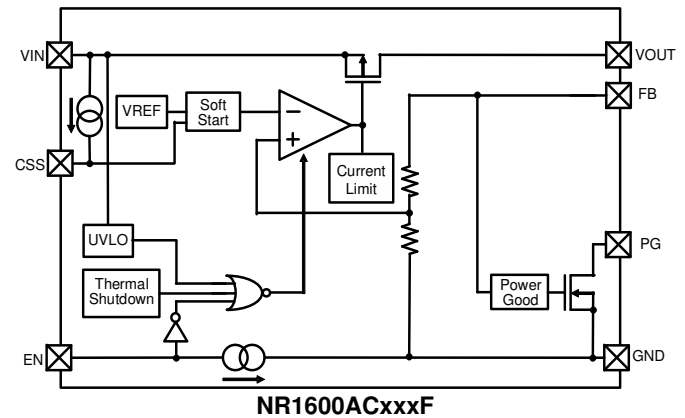 VIN
VOUT
FB
VREF
Soft
Start
−
+
CSS
Current
Limit
UVLO
PG
Thermal
Shutdown
Power
Good
EN
GND
NR1600ACxxxF